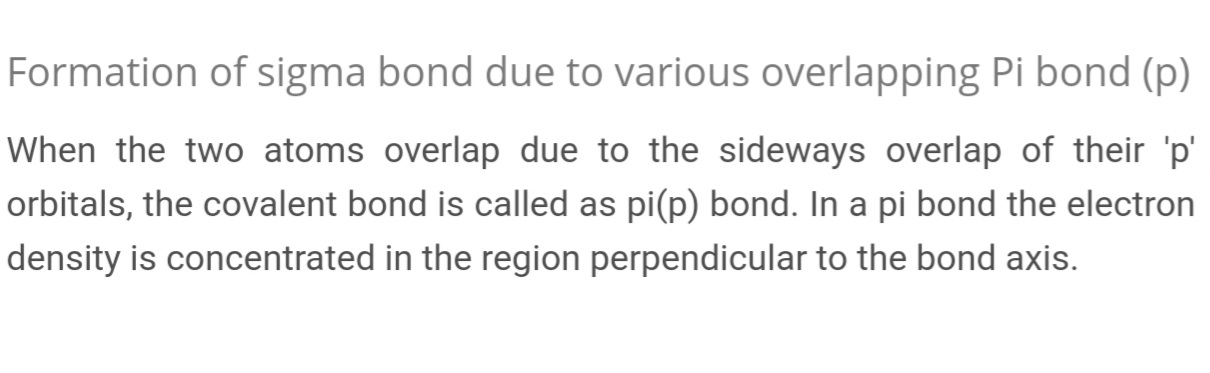 Formation of sigma bond due to various overlapping Pi bond (p)
When the two atoms overlap due to the sideways overlap of their 'p'
orbitals, the covalent bond is called as pi(p) bond. In a pi bond the electron
density is concentrated in the region perpendicular to the bond axis.